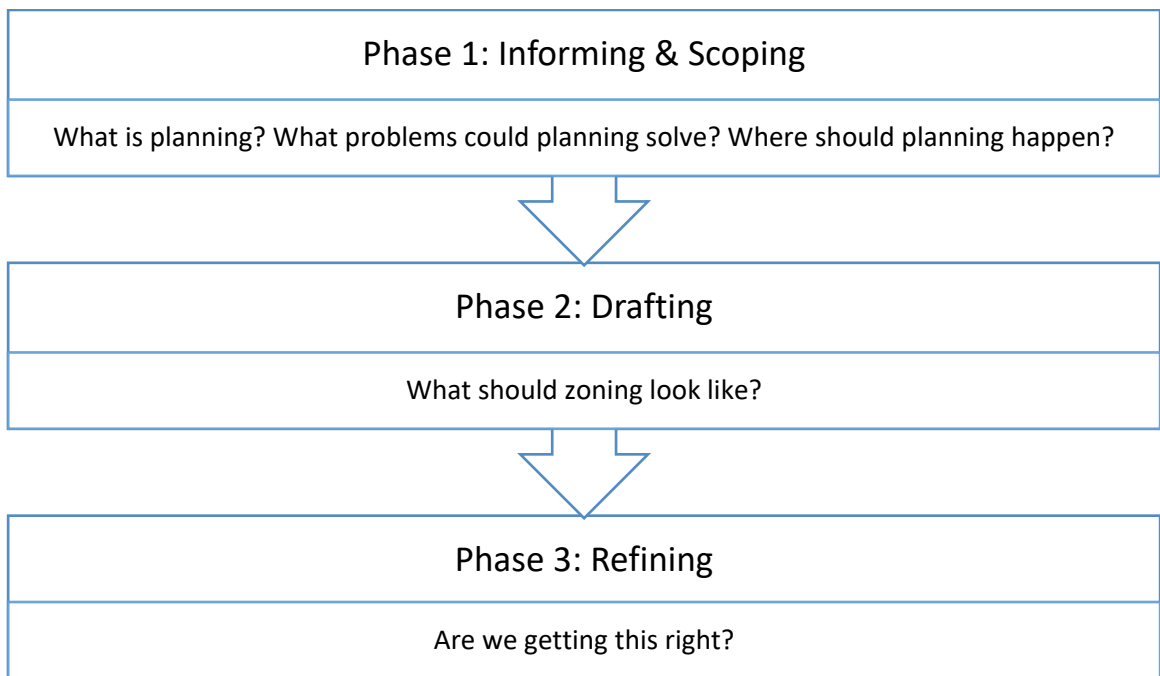 Phase 1: Informing & Scoping
What is planning? What problems could planning solve? Where should planning happen?
Phase 2: Drafting
What should zoning look like?
Phase 3: Refining
Are we getting this right?